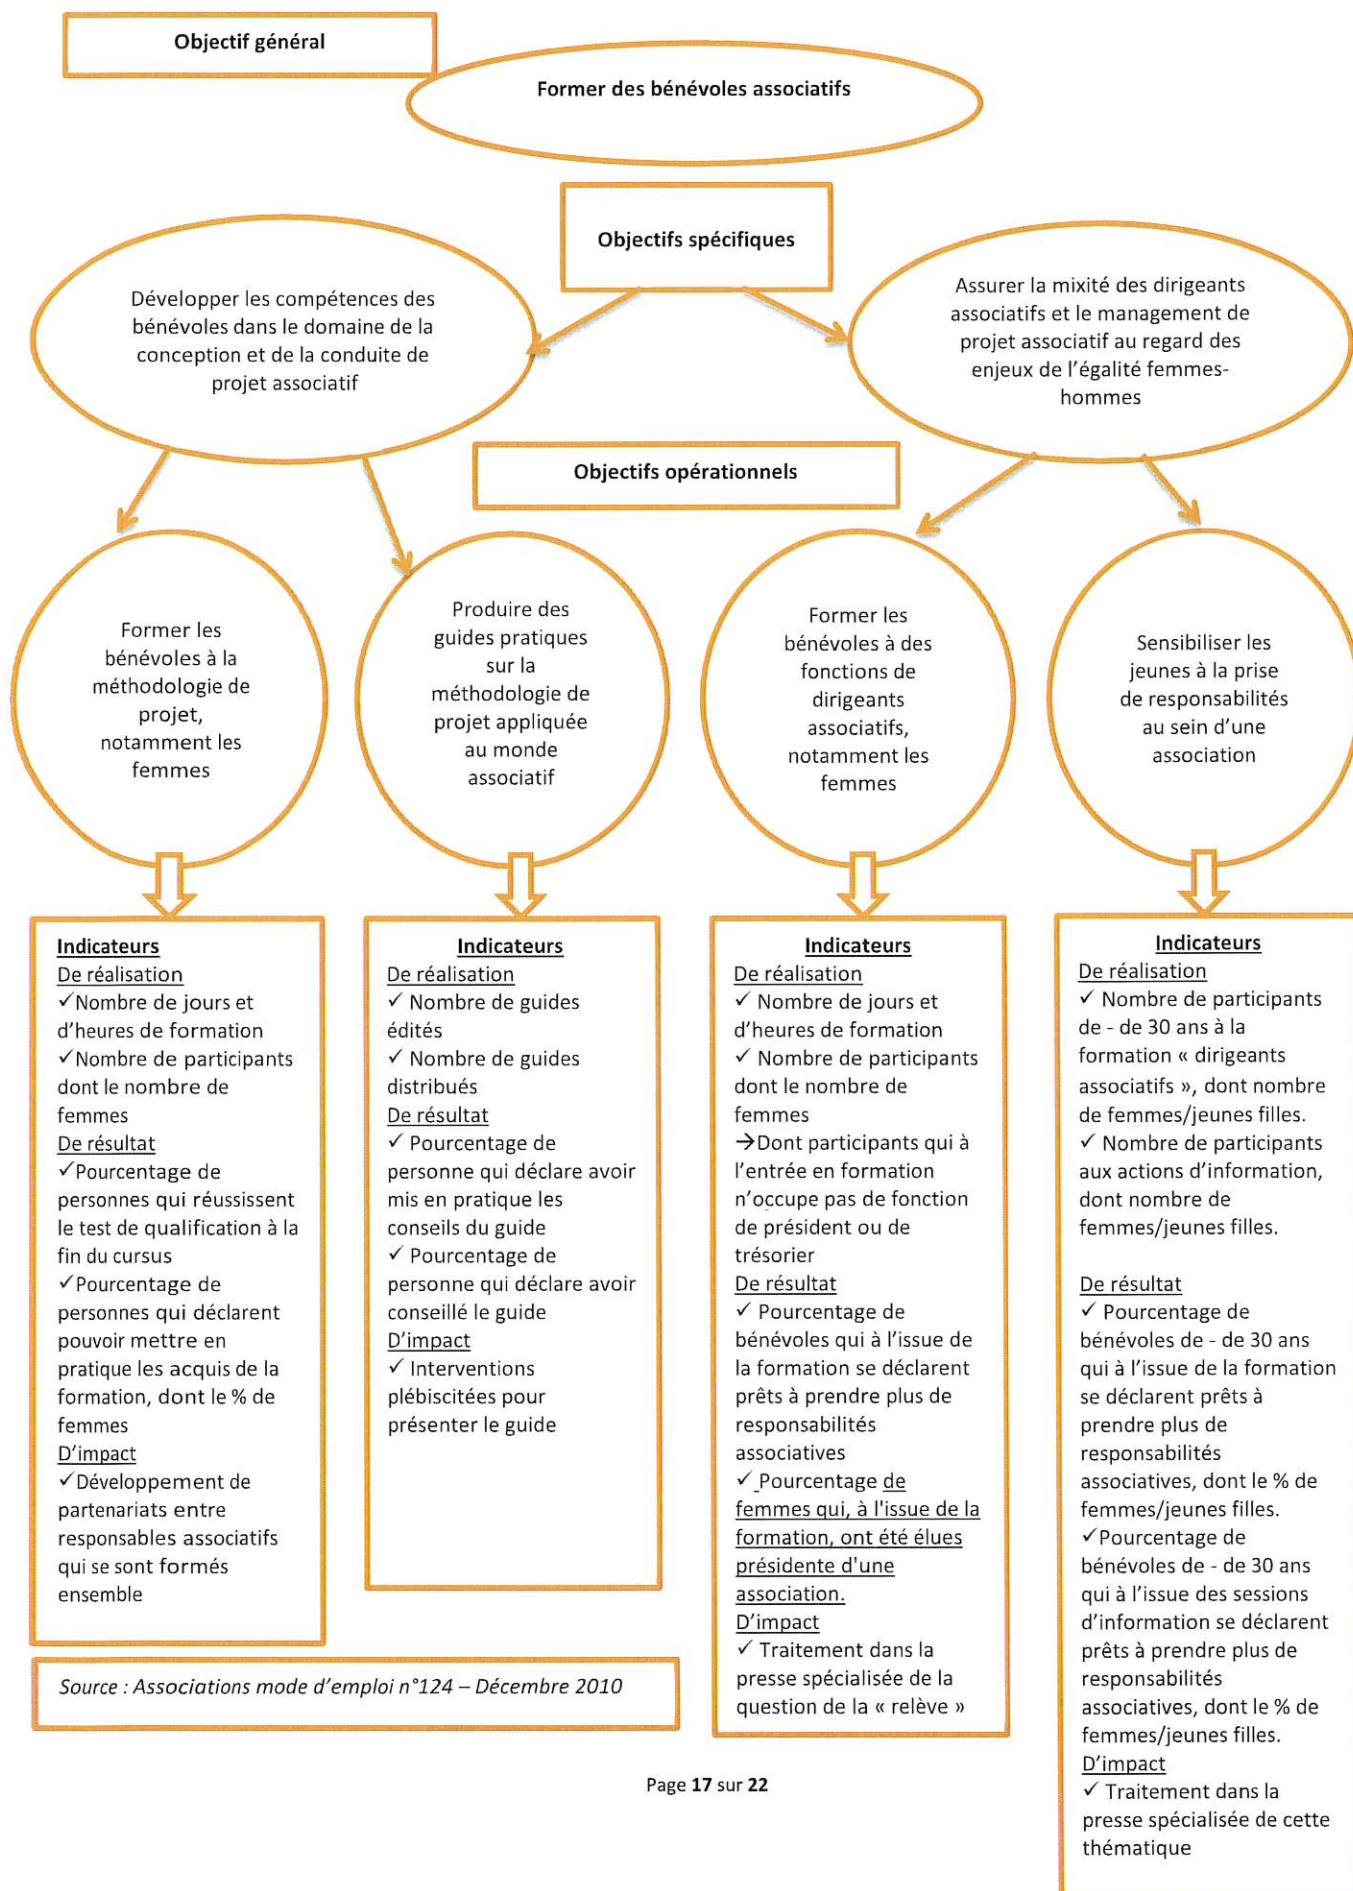 Objectif général
Former des bénévoles associatifs
Objectifs spécifiques
Développer les compétences des
bénévoles dans le domaine de la
conception et de la conduite de
projet associatif
Assurer la mixité des dirigeants
associatifs et le management de
projet associatif au regard des
enjeux de l'égalité femmes-
hommes
Objectifs opérationnels
Former les
bénévoles à la
méthodologie de
projet,
notamment les
femmes
Produire des
guides pratiques
sur la
méthodologie de
projet appliquée
au monde
associatif
Former les
bénévoles à des
fonctions de
dirigeants
associatifs,
notamment les
femmes
Sensibiliser les
jeunes à la prise
de responsabilités
au sein d'une
association
Indicateurs
De réalisation
✓Nombre de jours et
d'heures de formation
✓Nombre de participants
dont le nombre de
femmes
De résultat
✓Pourcentage de
personnes qui réussissent
le test de qualification à la
fin du cursus
✓Pourcentage de
personnes qui déclarent
pouvoir mettre en
pratique les acquis de la
formation, dont le % de
femmes
D'impact
✓Développement de
partenariats entre
responsables associatifs
qui se sont formés
ensemble
Indicateurs
De réalisation
✓ Nombre de guides
édités
✓ Nombre de guides
distribués
De résultat
✓ Pourcentage de
personne qui déclare avoir
mis en pratique les
conseils du guide
✓ Pourcentage de
personne qui déclare avoir
conseillé le guide
D'impact
✓ Interventions
plébiscitées pour
présenter le guide
Indicateurs
De réalisation
✓ Nombre de jours et
d'heures de formation
✓ Nombre de participants
dont le nombre de
femmes
→Dont participants qui à
l'entrée en formation
n'occupe pas de fonction
de président ou de
trésorier
De résultat
✓ Pourcentage de
bénévoles qui à l'issue de
la formation se déclarent
prêts à prendre plus de
responsabilités
associatives
✓ Pourcentage de
femmes qui, à l'issue de la
formation, ont été élues
présidente d'une
association.
D'impact
✓ Traitement dans la
presse spécialisée de la
question de la « relève »
Indicateurs
De réalisation
✓ Nombre de participants
de - de 30 ans à la
formation « dirigeants
associatifs », dont nombre
de femmes/jeunes filles.
✓ Nombre de participants
aux actions d'information,
dont nombre de
femmes/jeunes filles.
De résultat
✓ Pourcentage de
bénévoles de - de 30 ans
qui à l'issue de la formation
se déclarent prêts à
prendre plus de
responsabilités
associatives, dont le % de
femmes/jeunes filles.
✓Pourcentage de
bénévoles de - de 30 ans
qui à l'issue des sessions
d'information se déclarent
prêts à prendre plus de
responsabilités
associatives, dont le % de
femmes/jeunes filles.
D'impact
✓ Traitement dans la
presse spécialisée de cette
thématique
Source : Associations mode d'emploi n°124 – Décembre 2010
Page 17 sur 22